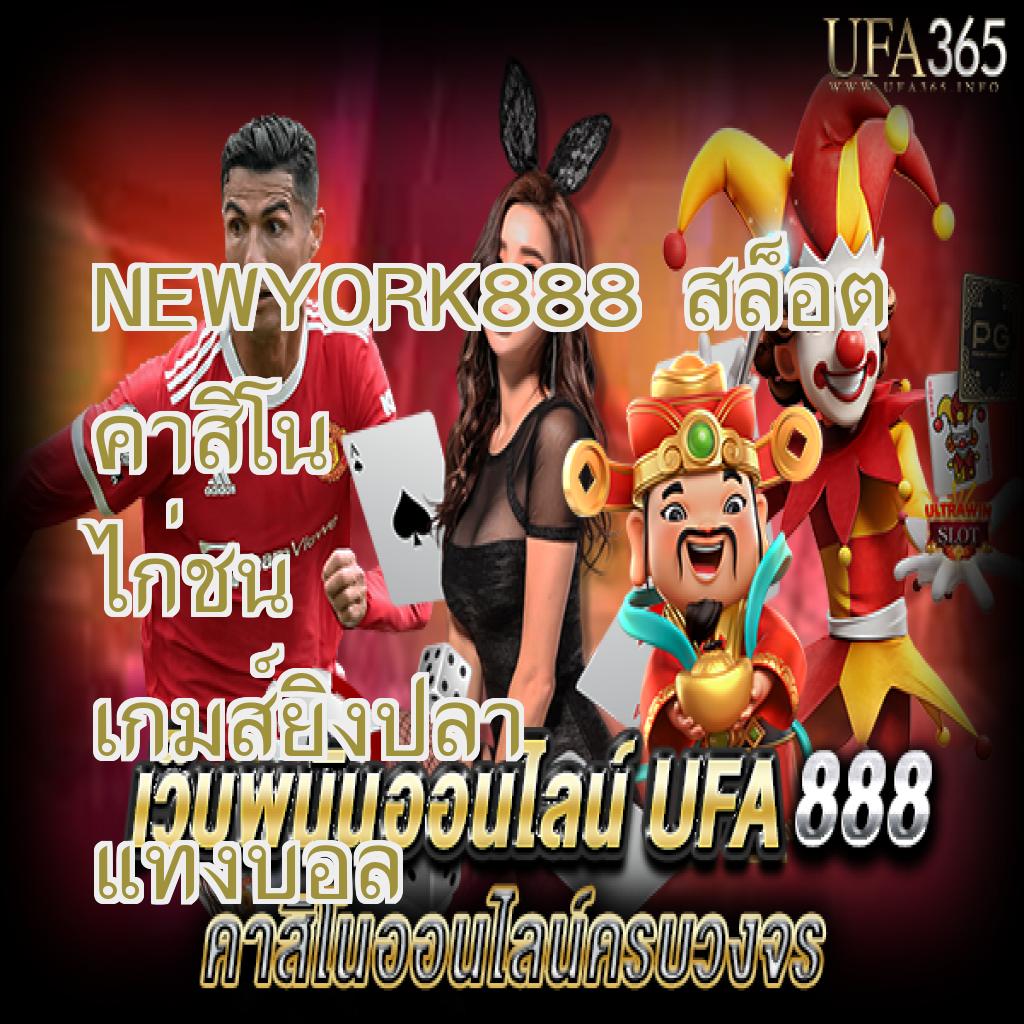 UFA365
WWW.UFA365.INFO
NEWYORK888 สล็อต
คาสิโน
ไก่ชน
เกมส์ยิงปลา
แทงบอล
PG
A
ULTRAWIN
SLOT
เว็บพนันออนไลน์ UFA 888
คาสิโนออนไลน์ครบวงจร